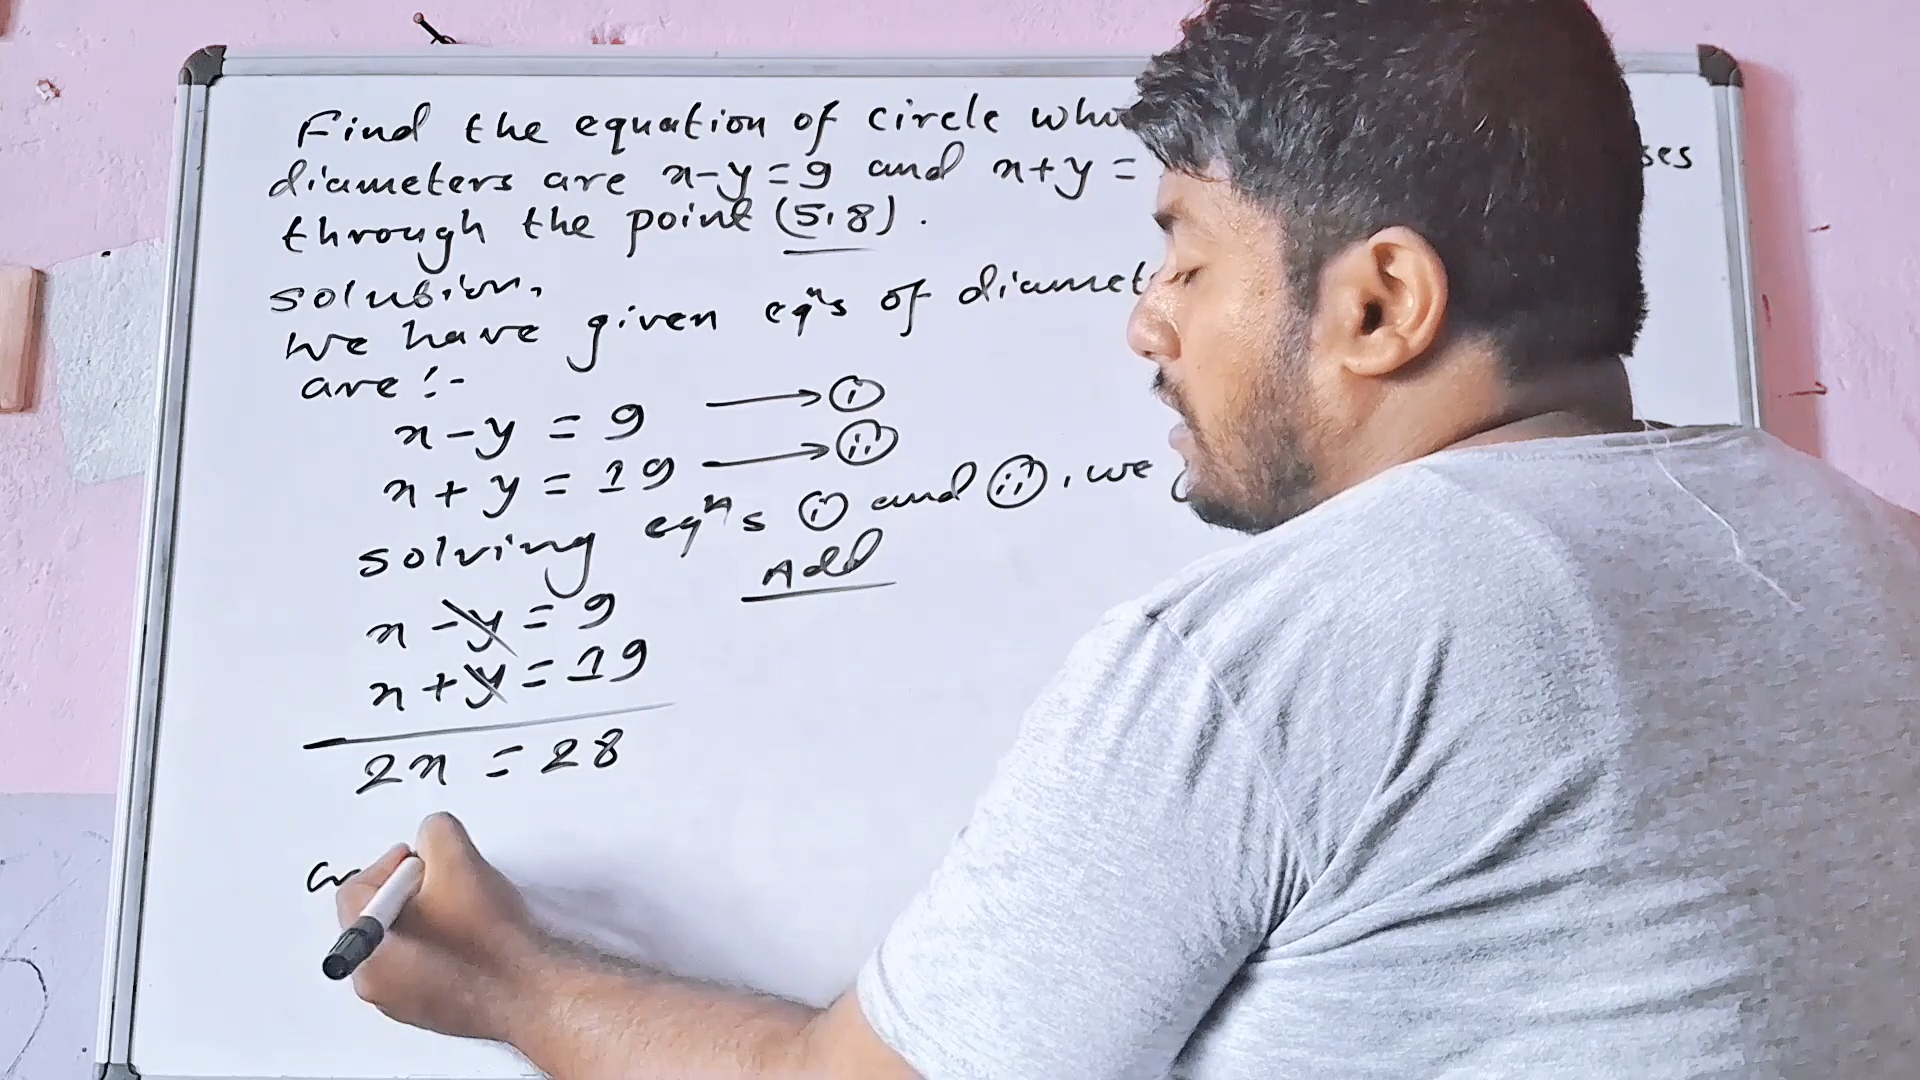 Find the equation of circle who
diameters are x-y=9 and x+y= ses
through the point (5,8).
solution,
We have given eqⁿs of diamet
are:-
x-y = 9 → (i)
x+y = 19 → (ii)
solving eqⁿs (i) and (ii), we
Add
x-y = 9
x+y = 19
2x = 28